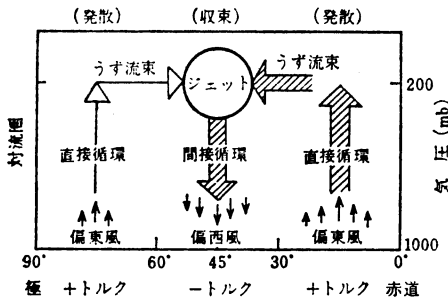 (発散) (収束) (発散)
うず流束 ジェット うず流束
200
対流圏
直接循環 間接循環 直接循環
気圧(mb)
偏東風 偏西風 偏東風
1000
90° 60° 45° 30° 0°
極 +トルク −トルク +トルク 赤道